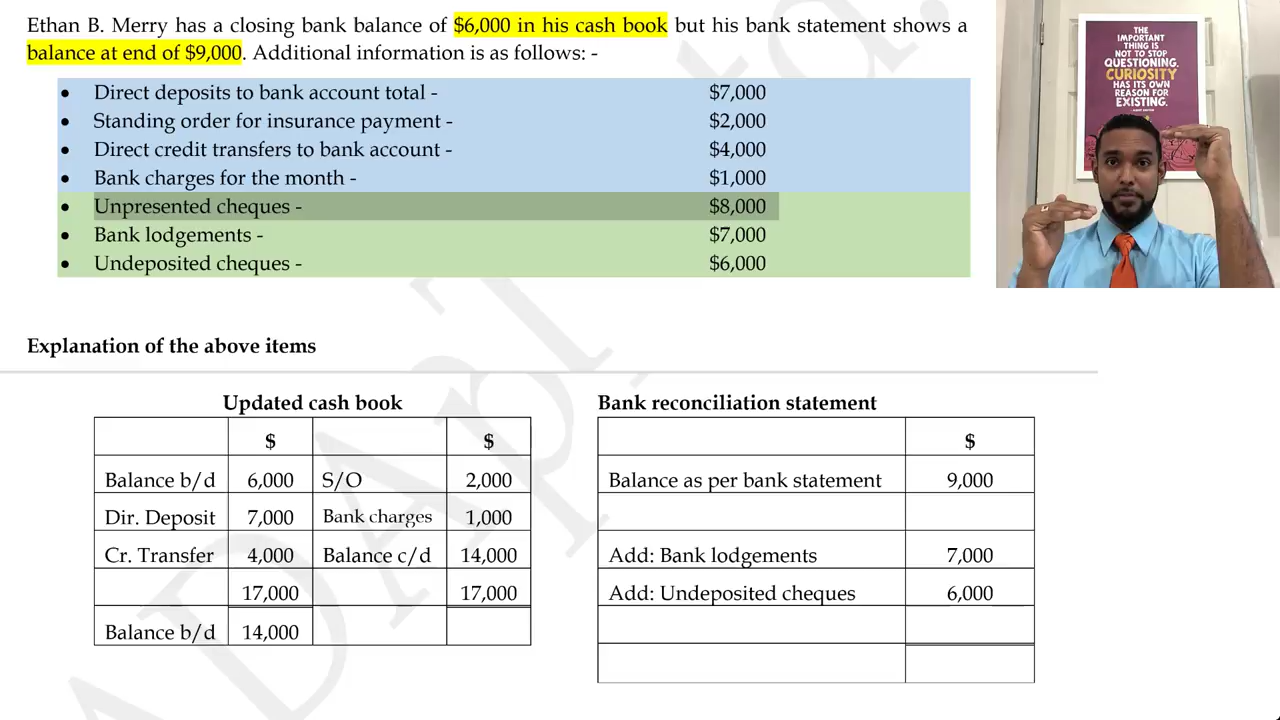 Ethan B. Merry has a closing bank balance of $6,000 in his cash book but his bank statement shows a
balance at end of $9,000. Additional information is as follows: -
• Direct deposits to bank account total - $7,000
• Standing order for insurance payment - $2,000
• Direct credit transfers to bank account - $4,000
• Bank charges for the month - $1,000
• Unpresented cheques - $8,000
• Bank lodgements - $7,000
• Undeposited cheques - $6,000
THE
IMPORTANT
THING IS
NOT TO STOP
QUESTIONING.
CURIOSITY
HAS ITS OWN
REASON FOR
EXISTING.
Explanation of the above items
Updated cash book
$ $
Balance b/d 6,000 S/O 2,000
Dir. Deposit 7,000 Bank charges 1,000
Cr. Transfer 4,000 Balance c/d 14,000
17,000 17,000
Balance b/d 14,000
Bank reconciliation statement
$
Balance as per bank statement 9,000
Add: Bank lodgements 7,000
Add: Undeposited cheques 6,000